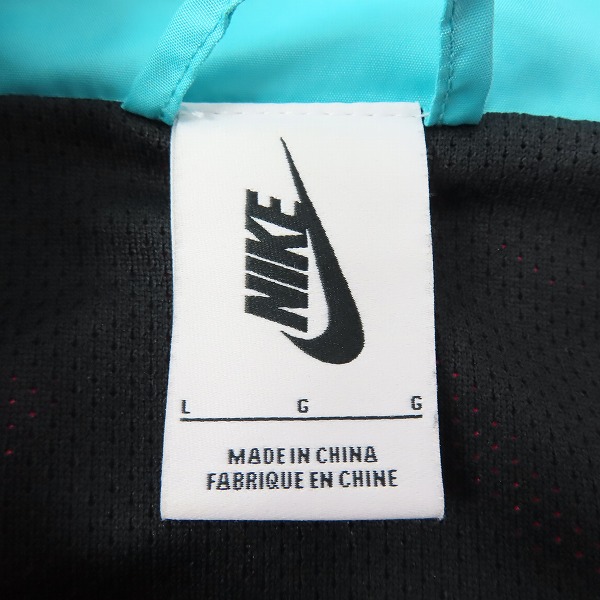 NIKE
L G G
MADE IN CHINA
FABRIQUE EN CHINE